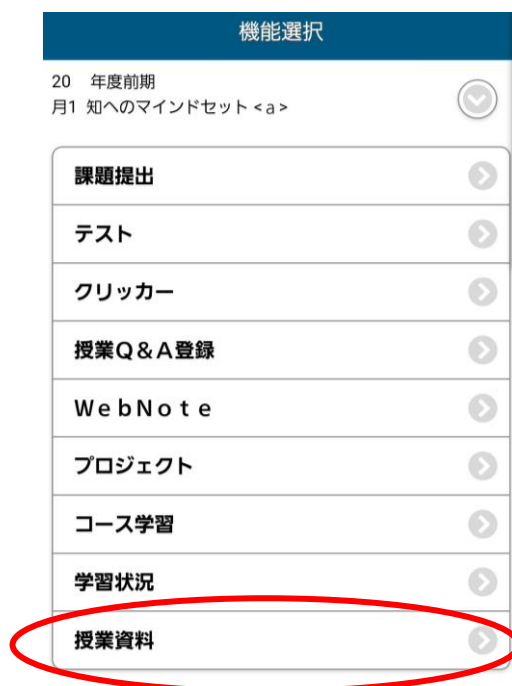 機能選択
20　年度前期
月1 知へのマインドセット <a>
課題提出
テスト
クリッカー
授業Q&A登録
WebNote
プロジェクト
コース学習
学習状況
授業資料